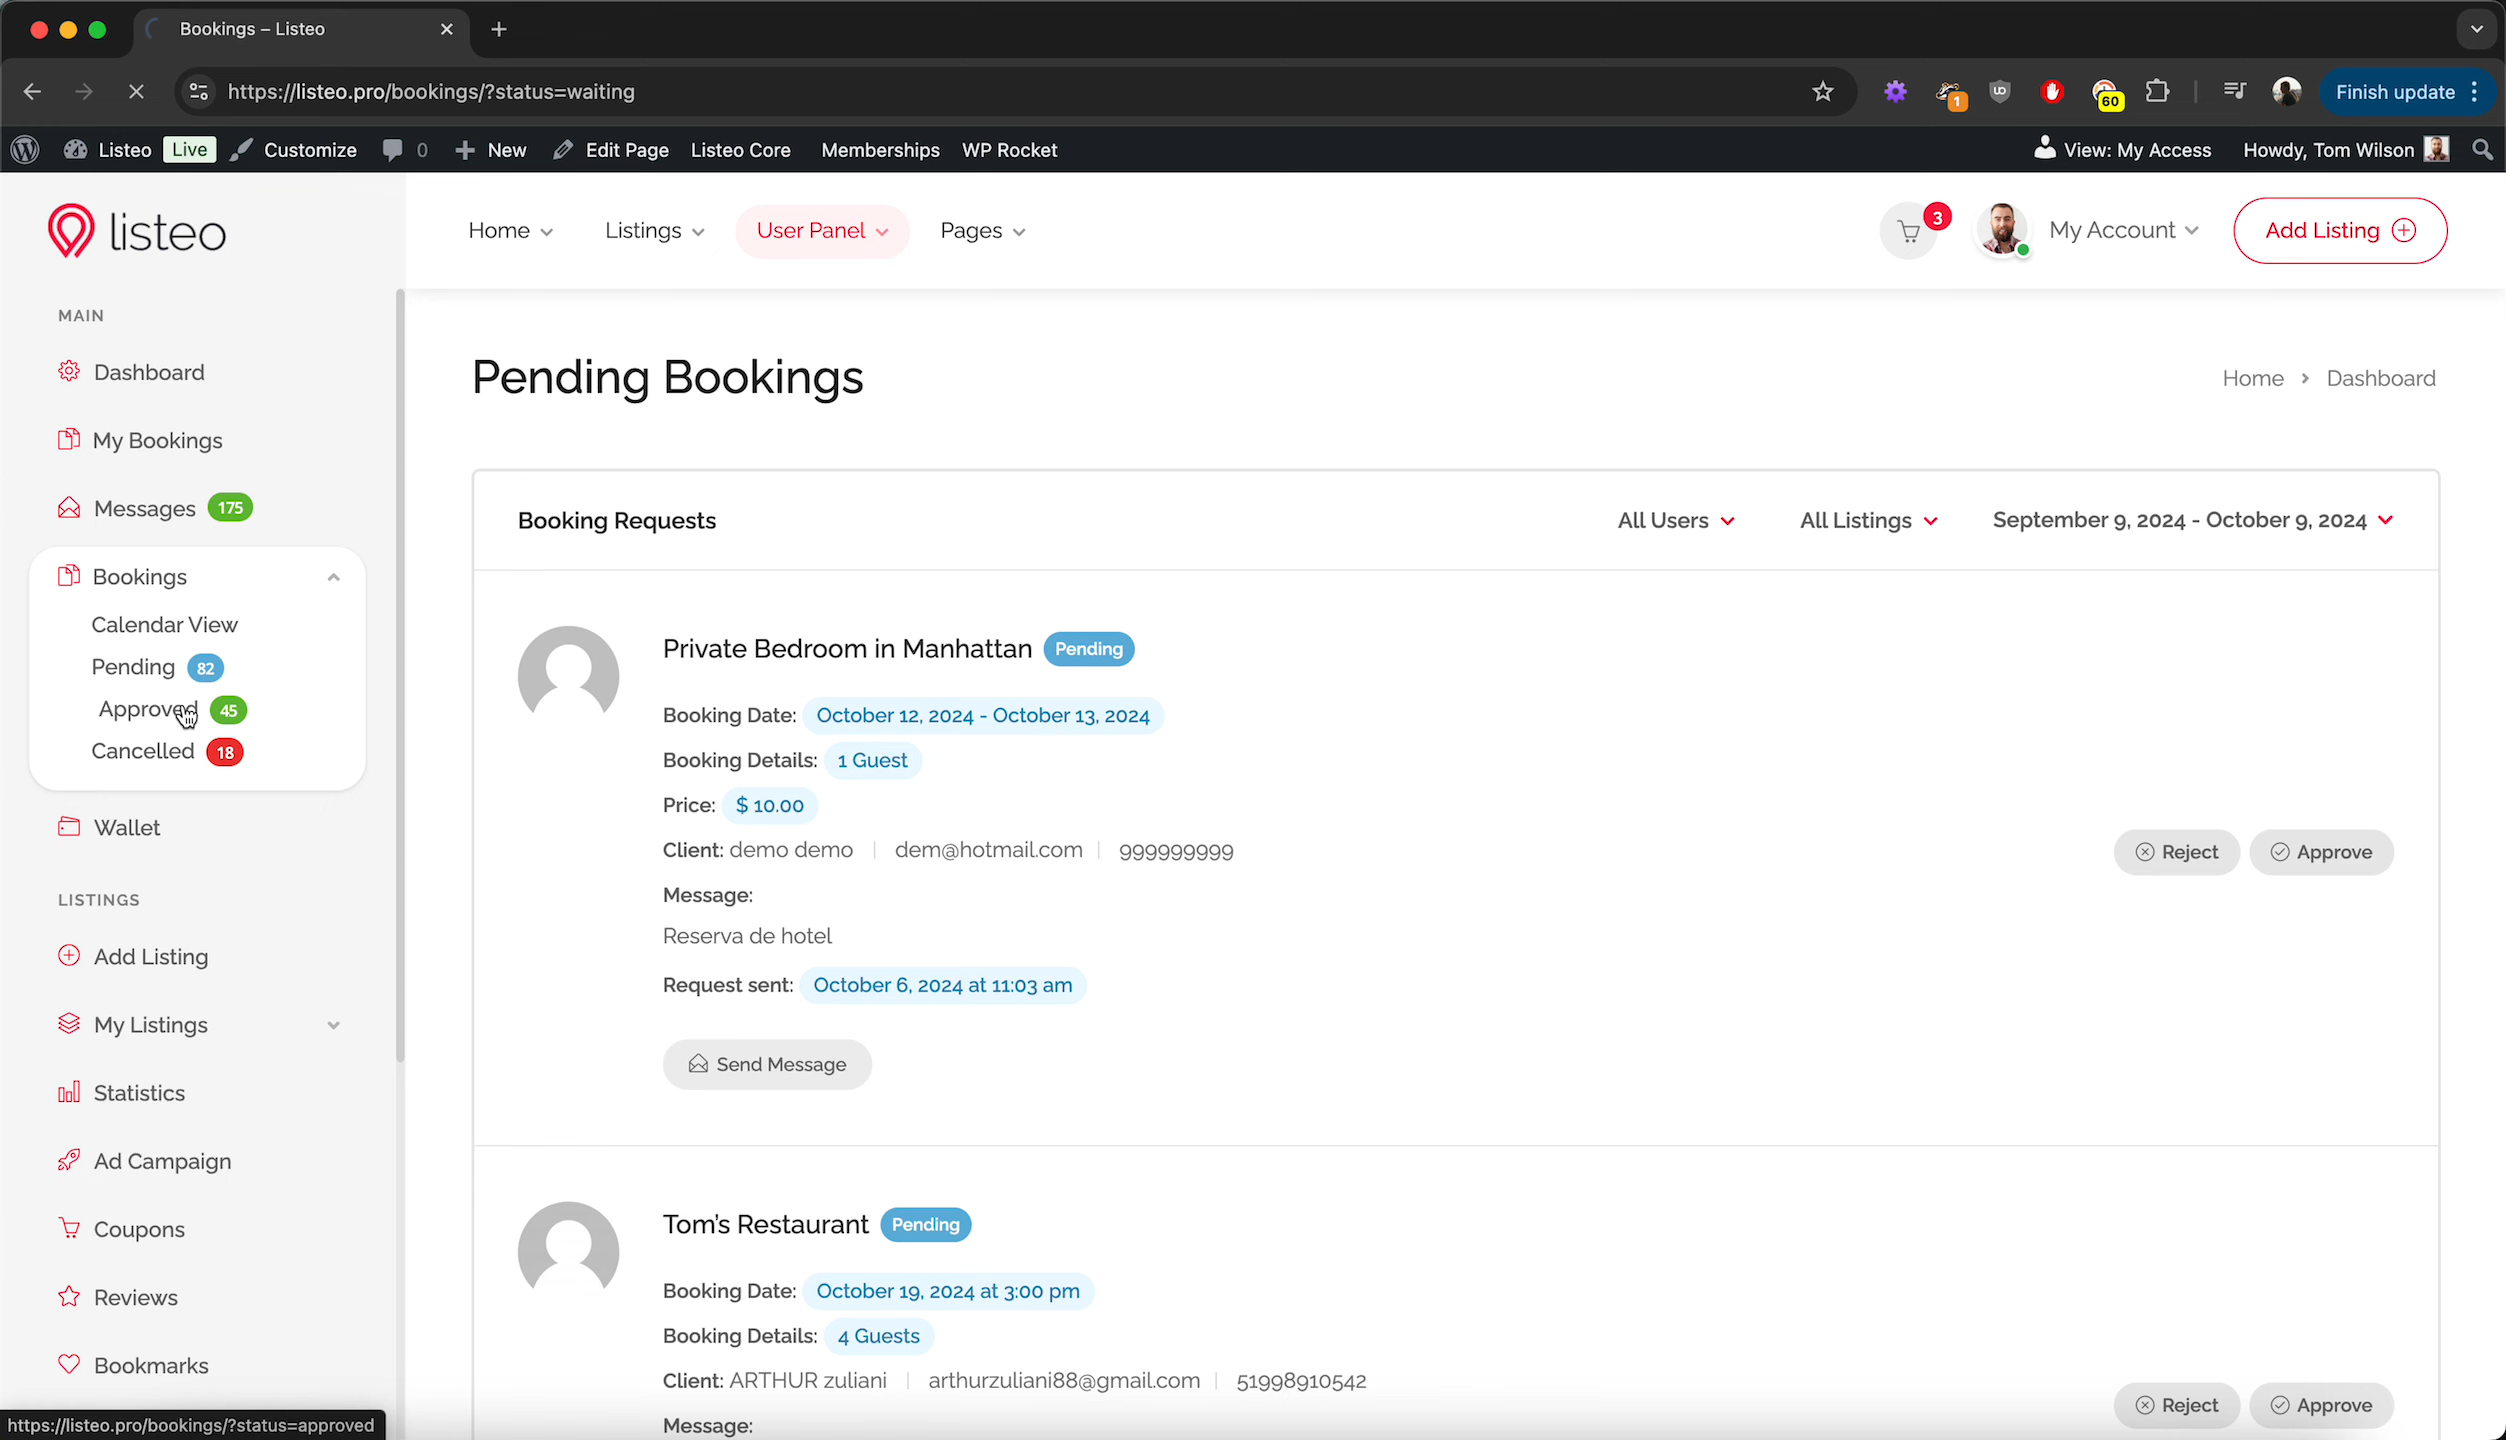 Bookings – Listeo
https://listeo.pro/bookings/?status=waiting
1
60
Finish update
Listeo Live Customize 0 New Edit Page Listeo Core Memberships WP Rocket View: My Access Howdy, Tom Wilson
listeo
Home Listings User Panel Pages 3 My Account Add Listing
MAIN
Dashboard
My Bookings
Messages 175
Bookings
Calendar View
Pending 82
Approved 45
Cancelled 18
Wallet
LISTINGS
Add Listing
My Listings
Statistics
Ad Campaign
Coupons
Reviews
Bookmarks
https://listeo.pro/bookings/?status=approved
Pending Bookings
Home > Dashboard
Booking Requests All Users All Listings September 9, 2024 - October 9, 2024
Private Bedroom in Manhattan Pending
Booking Date: October 12, 2024 - October 13, 2024
Booking Details: 1 Guest
Price: $ 10.00
Client: demo demo dem@hotmail.com 999999999
Reject Approve
Message:
Reserva de hotel
Request sent: October 6, 2024 at 11:03 am
Send Message
Tom's Restaurant Pending
Booking Date: October 19, 2024 at 3:00 pm
Booking Details: 4 Guests
Client: ARTHUR zuliani arthurzuliani88@gmail.com 51998910542
Reject Approve
Message: